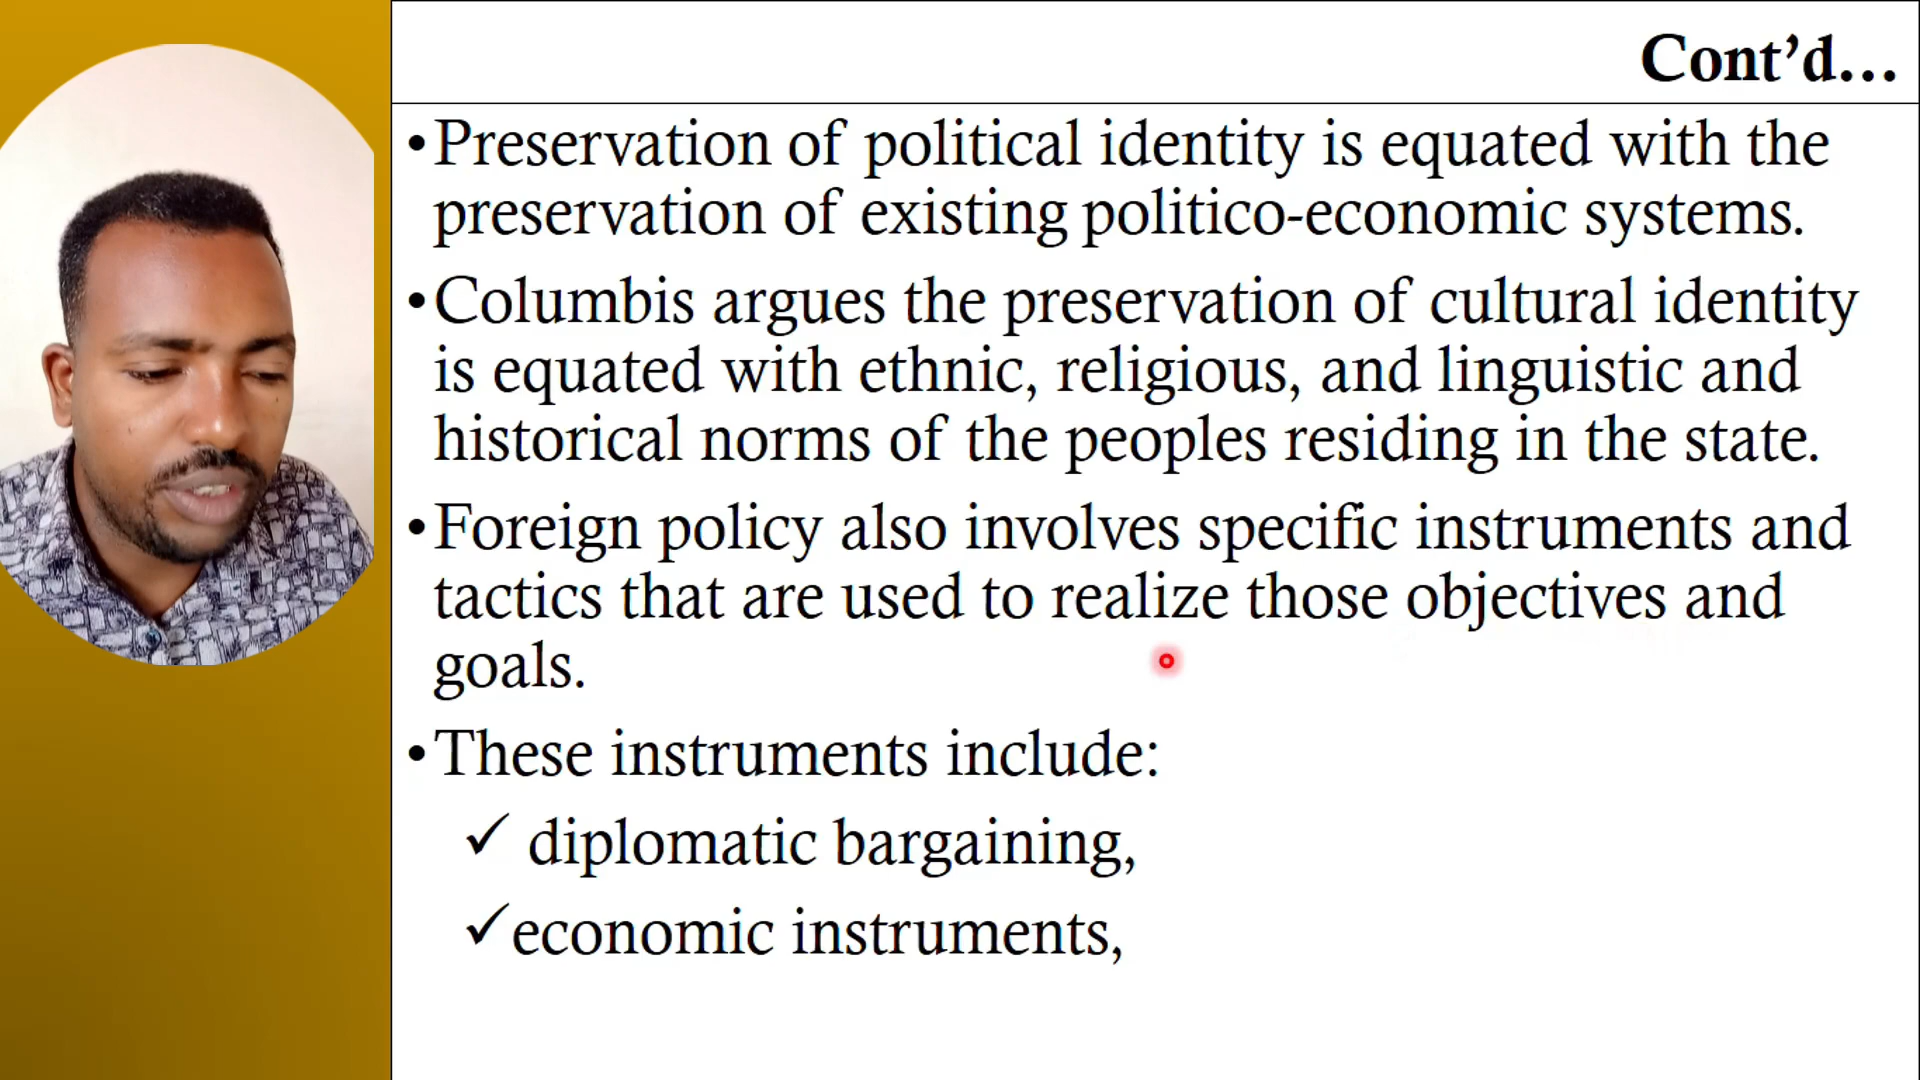 Cont’d…
•Preservation of political identity is equated with the
preservation of existing politico-economic systems.
•Columbis argues the preservation of cultural identity
is equated with ethnic, religious, and linguistic and
historical norms of the peoples residing in the state.
•Foreign policy also involves specific instruments and
tactics that are used to realize those objectives and
goals.
•These instruments include:
✓ diplomatic bargaining,
✓economic instruments,